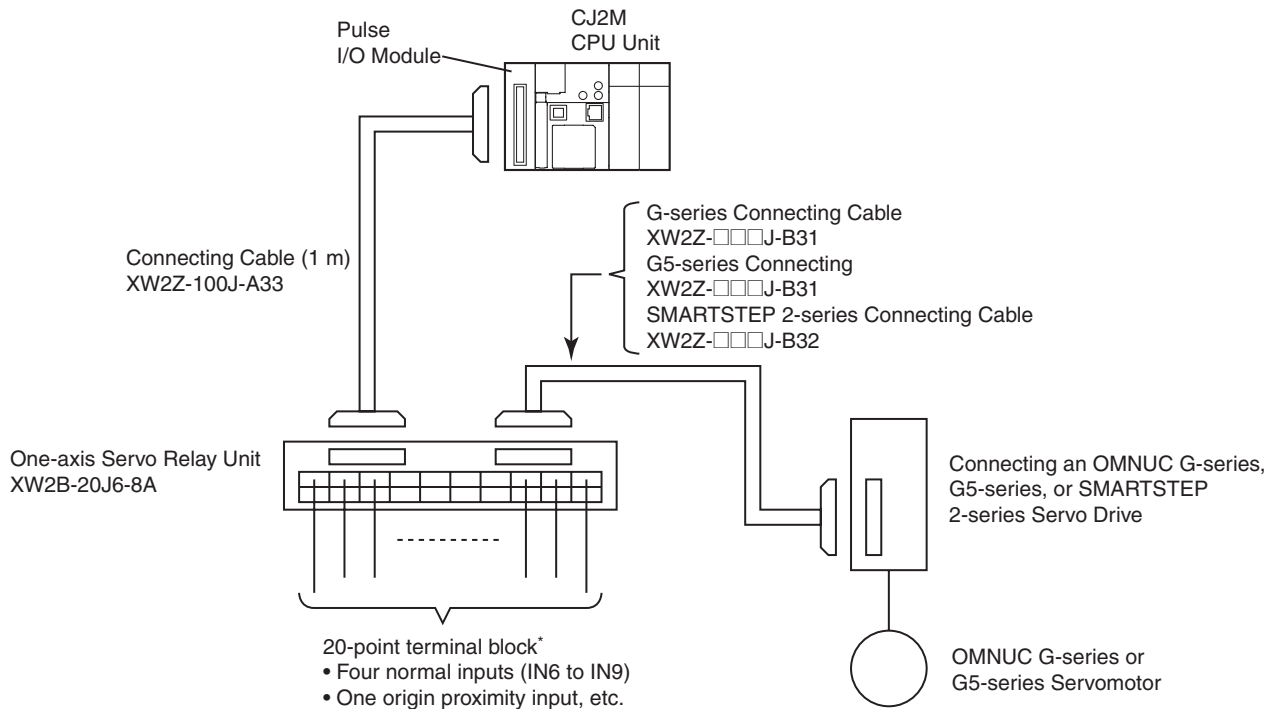 Pulse
I/O Module
CJ2M
CPU Unit
G-series Connecting Cable
XW2Z-□□□J-B31
G5-series Connecting
XW2Z-□□□J-B31
SMARTSTEP 2-series Connecting Cable
XW2Z-□□□J-B32
Connecting Cable (1 m)
XW2Z-100J-A33
One-axis Servo Relay Unit
XW2B-20J6-8A
Connecting an OMNUC G-series,
G5-series, or SMARTSTEP
2-series Servo Drive
20-point terminal block*
• Four normal inputs (IN6 to IN9)
• One origin proximity input, etc.
OMNUC G-series or
G5-series Servomotor